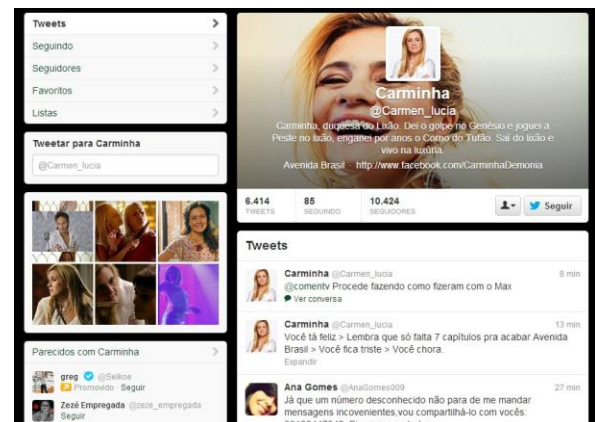 Tweets
Seguindo
Seguidores
Favoritos
Listas
Tweetar para Carminha
@Carmen_lucia
Parecidos com Carminha
greg @Selkoe
Promovido · Seguir
Zezé Empregada @zeze_empregada
Seguir
Carminha
@Carmen_lucia
Carminha, duquesa do Lixão. Dei o golpe no Genésio e joguei a
Peste no lixão, enganei por anos o Corno do Tufão. Saí do lixão e
vivo na luxúria.
Avenida Brasil · http://www.facebook.com/CarminhaDemonia
6.414 85 10.424
TWEETS SEGUINDO SEGUIDORES
Seguir
Tweets
Carminha @Carmen_lucia 8 min
@comentv Procede fazendo como fizeram com o Max
Ver conversa
Carminha @Carmen_lucia 13 min
Você tá feliz > Lembra que só falta 7 capítulos pra acabar Avenida
Brasil > Você fica triste > Você chora.
Expandir
Ana Gomes @AnaGomes009 27 min
Já que um número desconhecido não para de me mandar
mensagens incovenientes,vou compartilhá-lo com vocês: